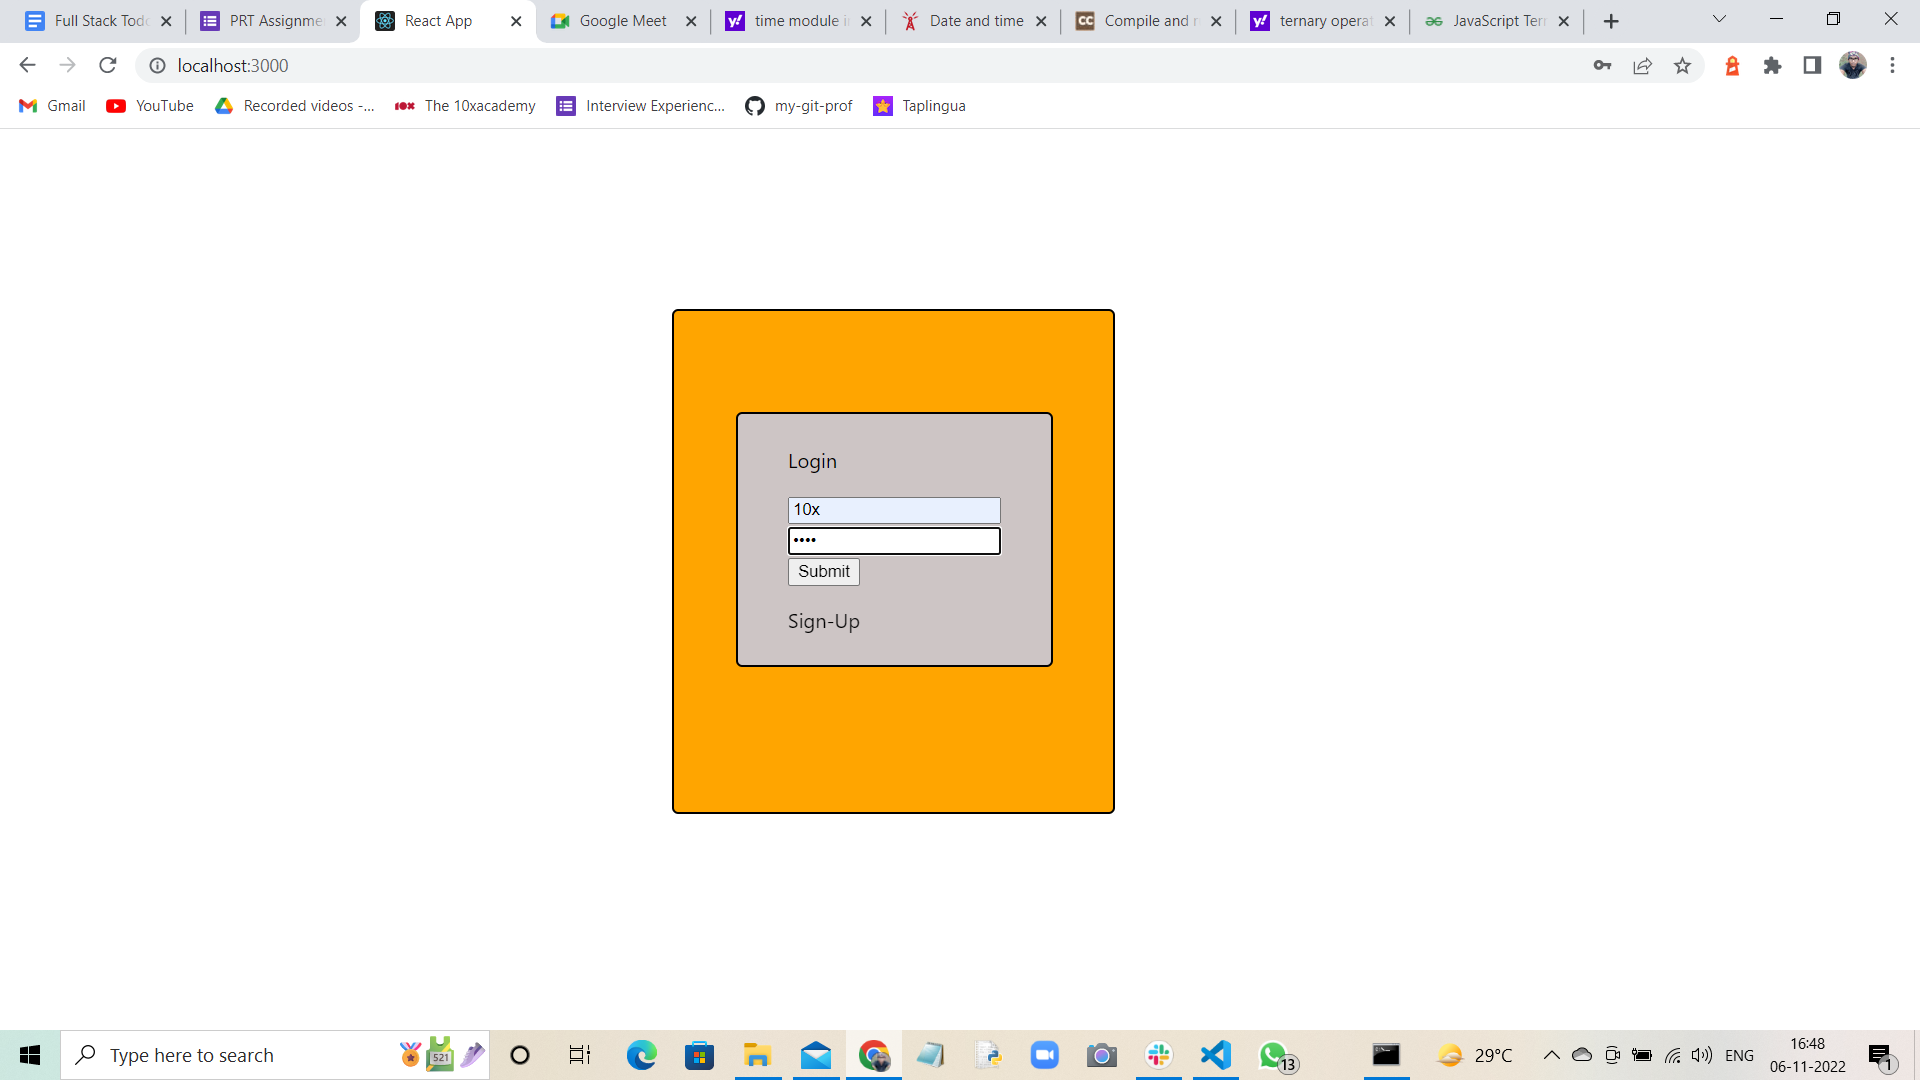 Full Stack Todo
PRT Assignme
React App
Google Meet
time module i
Date and time
Compile and r
ternary operat
JavaScript Ter
localhost:3000
Gmail
YouTube
Recorded videos -...
The 10xacademy
Interview Experienc...
my-git-prof
Taplingua
Login
10x
••••
Submit
Sign-Up
Type here to search
521
13
29°C
ENG
16:48
06-11-2022
1